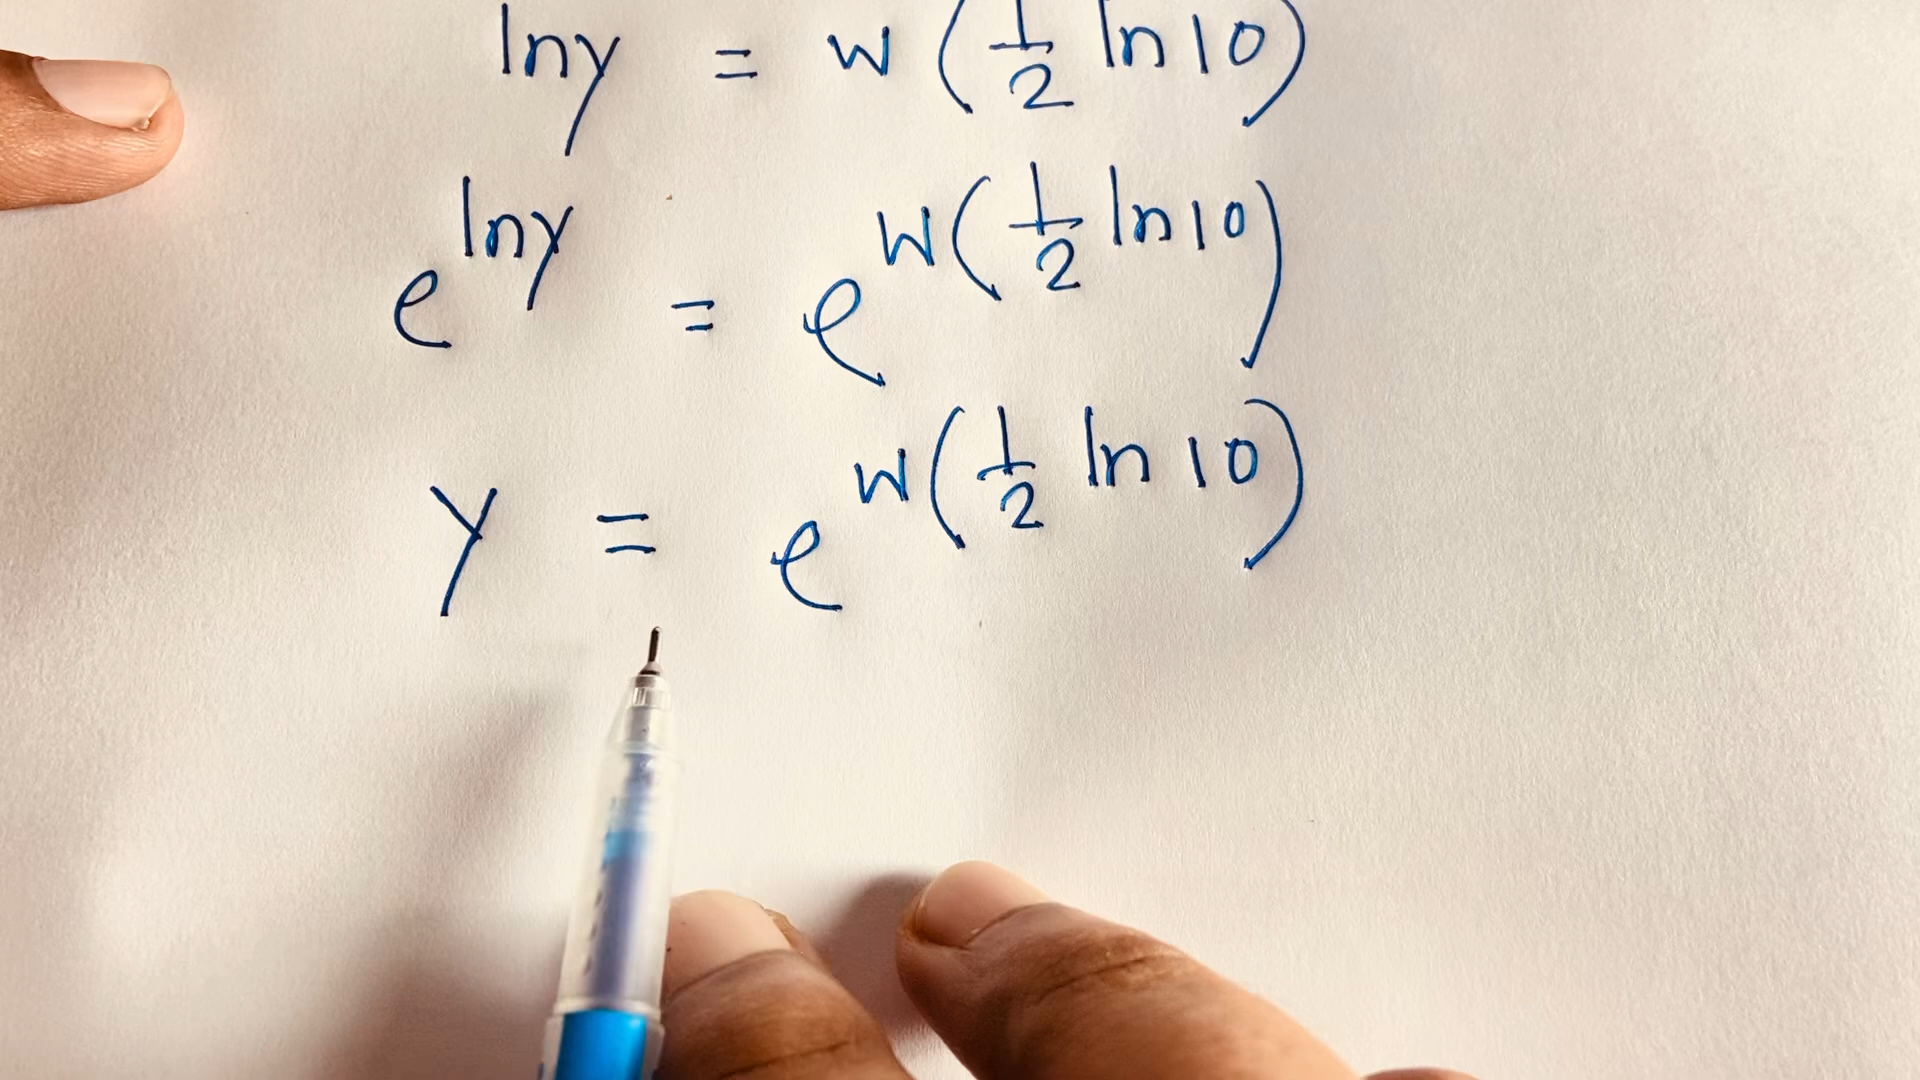 lny = W(1/2 ln10)
e^lny = e^W(1/2 ln10)
y = e^W(1/2 ln10)